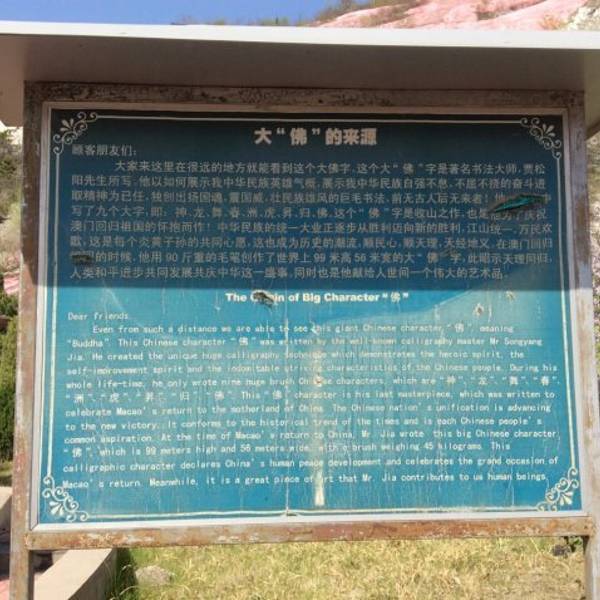 大“佛”的来源
顾客朋友们:
大家来这里在很远的地方就能看到这个大佛字,这个大“佛”字是著名书法大师,贾松
阳先生所写。他以如何展示我中华民族英雄气概,展示我中华民族自强不息,不屈不挠的奋斗进
取精神为已任。独创出扬国魂,震国威,壮民族雄风的巨毛书法,前无古人后无来者!
写了九个大字,即:神、龙、舞、春、洲、虎、昇、归、佛。这个“佛”字是收山之作,也是他为了庆祝
澳门回归祖国的怀抱而作!中华民族的统一大业正逐步从胜利迈向新的胜利,江山统一,万民欢
歌,这是每个炎黄子孙的共同心愿,这也成为历史的潮流,顺民心,顺天理,天经地义。在澳门回归
的时候,他用90斤重的毛笔创作了世界上99米高56米宽的大“佛”字,此昭示天理同归,
人类和平进步共同发展共庆中华这一盛事,同时也是他献给人世间一个伟大的艺术品。
The Origin of Big Character “佛”
Dear friends
Even from such a distance we are able to see this giant Chinese character “佛”, meaning
“Buddha”. This Chinese character “佛” was written by the well-known calligraphy master Mr Songyang
Jia. He created the unique huge calligraphy technique which demonstrates the heroic spirit, the
self-improvement spirit and the indomitable striving characteristics of the Chinese people. During his
whole life-time, he only wrote nine huge brush Chinese characters, which are “神”, “龙”, “舞”, “春”,
“洲”, “虎”, “昇”, “归”, “佛”. This “佛” character is his last masterpiece, which was written to
celebrate Macao's return to the motherland of China. The Chinese nation's unification is advancing
to the new victory. It conforms to the historical trend of the times and is each Chinese people's
common aspiration. At the time of Macao's return to China, Mr. Jia wrote this big Chinese character
“佛”, which is 99 meters high and 56 meters wide, with a brush weighing 45 kilograms. This
calligraphic character declares China's human peace development and celebrates the grand occasion of
Macao's return. Meanwhile, it is a great piece of art that Mr. Jia contributes to us human beings.